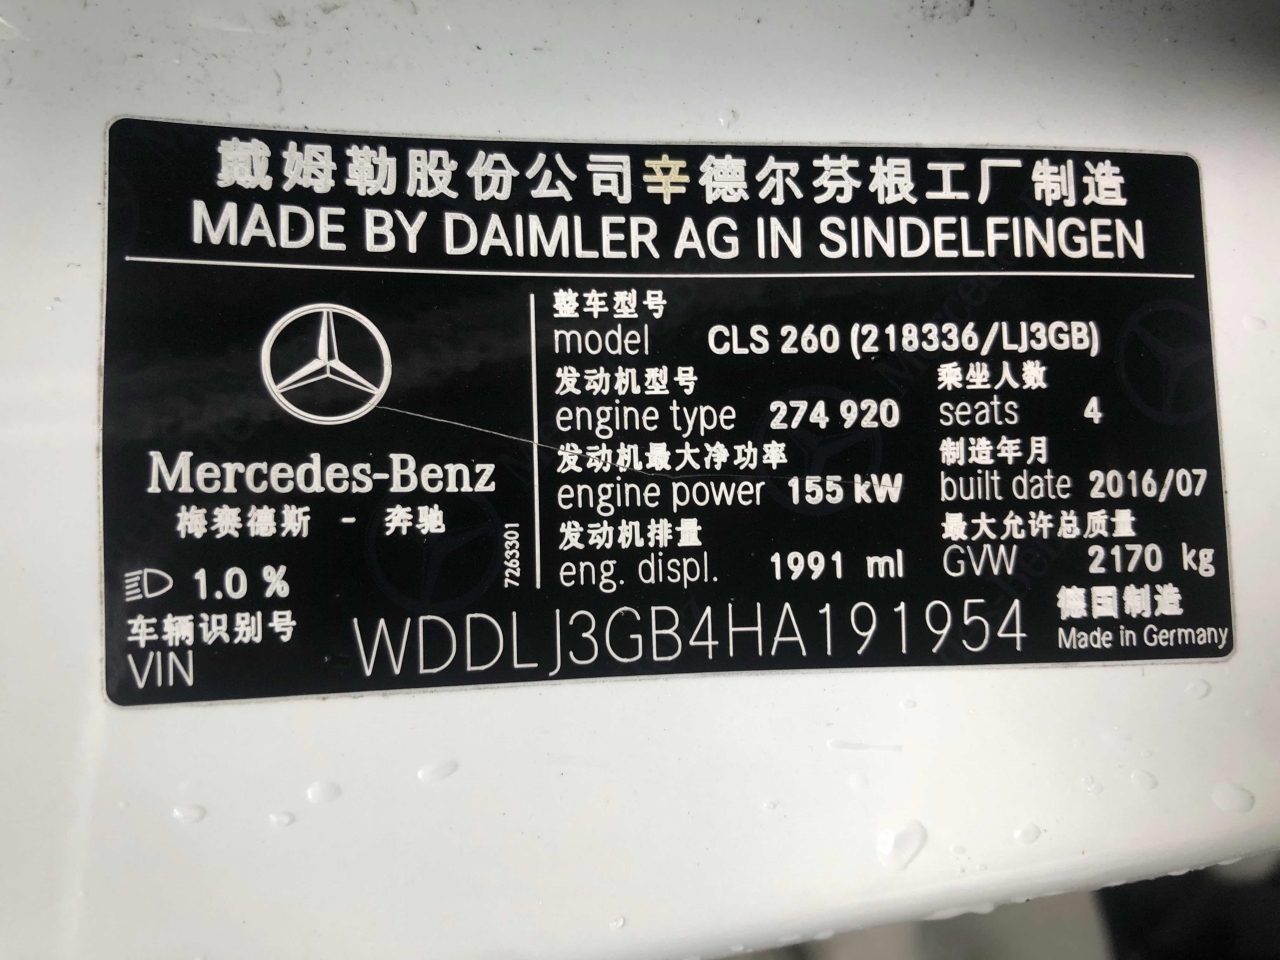 戴姆勒股份公司辛德尔芬根工厂制造
MADE BY DAIMLER AG IN SINDELFINGEN
Mercedes-Benz
梅赛德斯 - 奔驰
7263301
1.0 %
整车型号
model CLS 260 (218336/LJ3GB)
发动机型号 乘坐人数
engine type 274 920 seats 4
发动机最大净功率 制造年月
engine power 155 kW built date 2016/07
发动机排量 最大允许总质量
eng. displ. 1991 ml GVW 2170 kg
车辆识别号
VIN WDDLJ3GB4HA191954
德国制造
Made in Germany